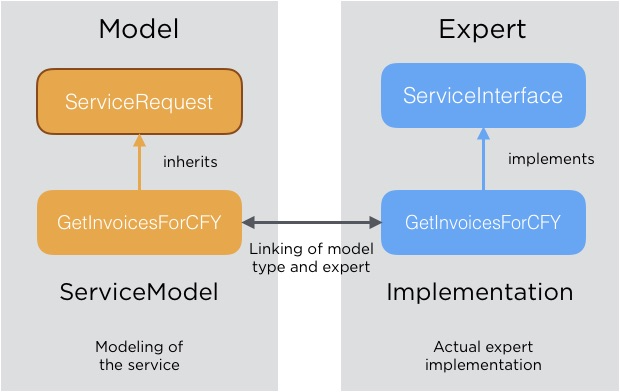 Model
ServiceRequest
inherits
GetInvoicesForCFY
ServiceModel
Modeling of
the service
Linking of model
type and expert
Expert
ServiceInterface
implements
GetInvoicesForCFY
Implementation
Actual expert
implementation